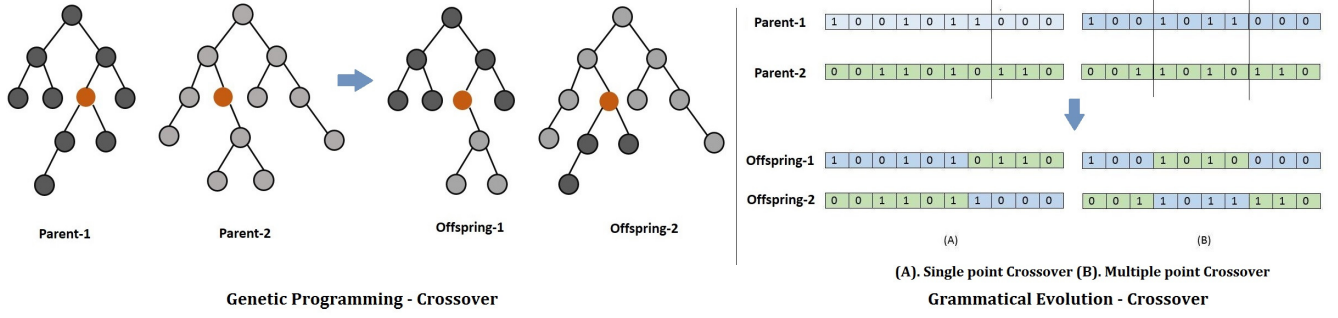 Parent-1
Parent-2
Offspring-1
Offspring-2
Genetic Programming - Crossover
Parent-1 1 0 0 1 0 1 1 0 0 0 1 0 0 1 0 1 1 0 0 0
Parent-2 0 0 1 1 0 1 0 1 1 0 0 0 1 1 0 1 0 1 1 0
Offspring-1 1 0 0 1 0 1 0 1 1 0 1 0 0 1 0 1 0 0 0 0
Offspring-2 0 0 1 1 0 1 1 0 0 0 0 0 1 1 0 1 1 1 1 0
(A) (B)
(A). Single point Crossover (B). Multiple point Crossover
Grammatical Evolution - Crossover